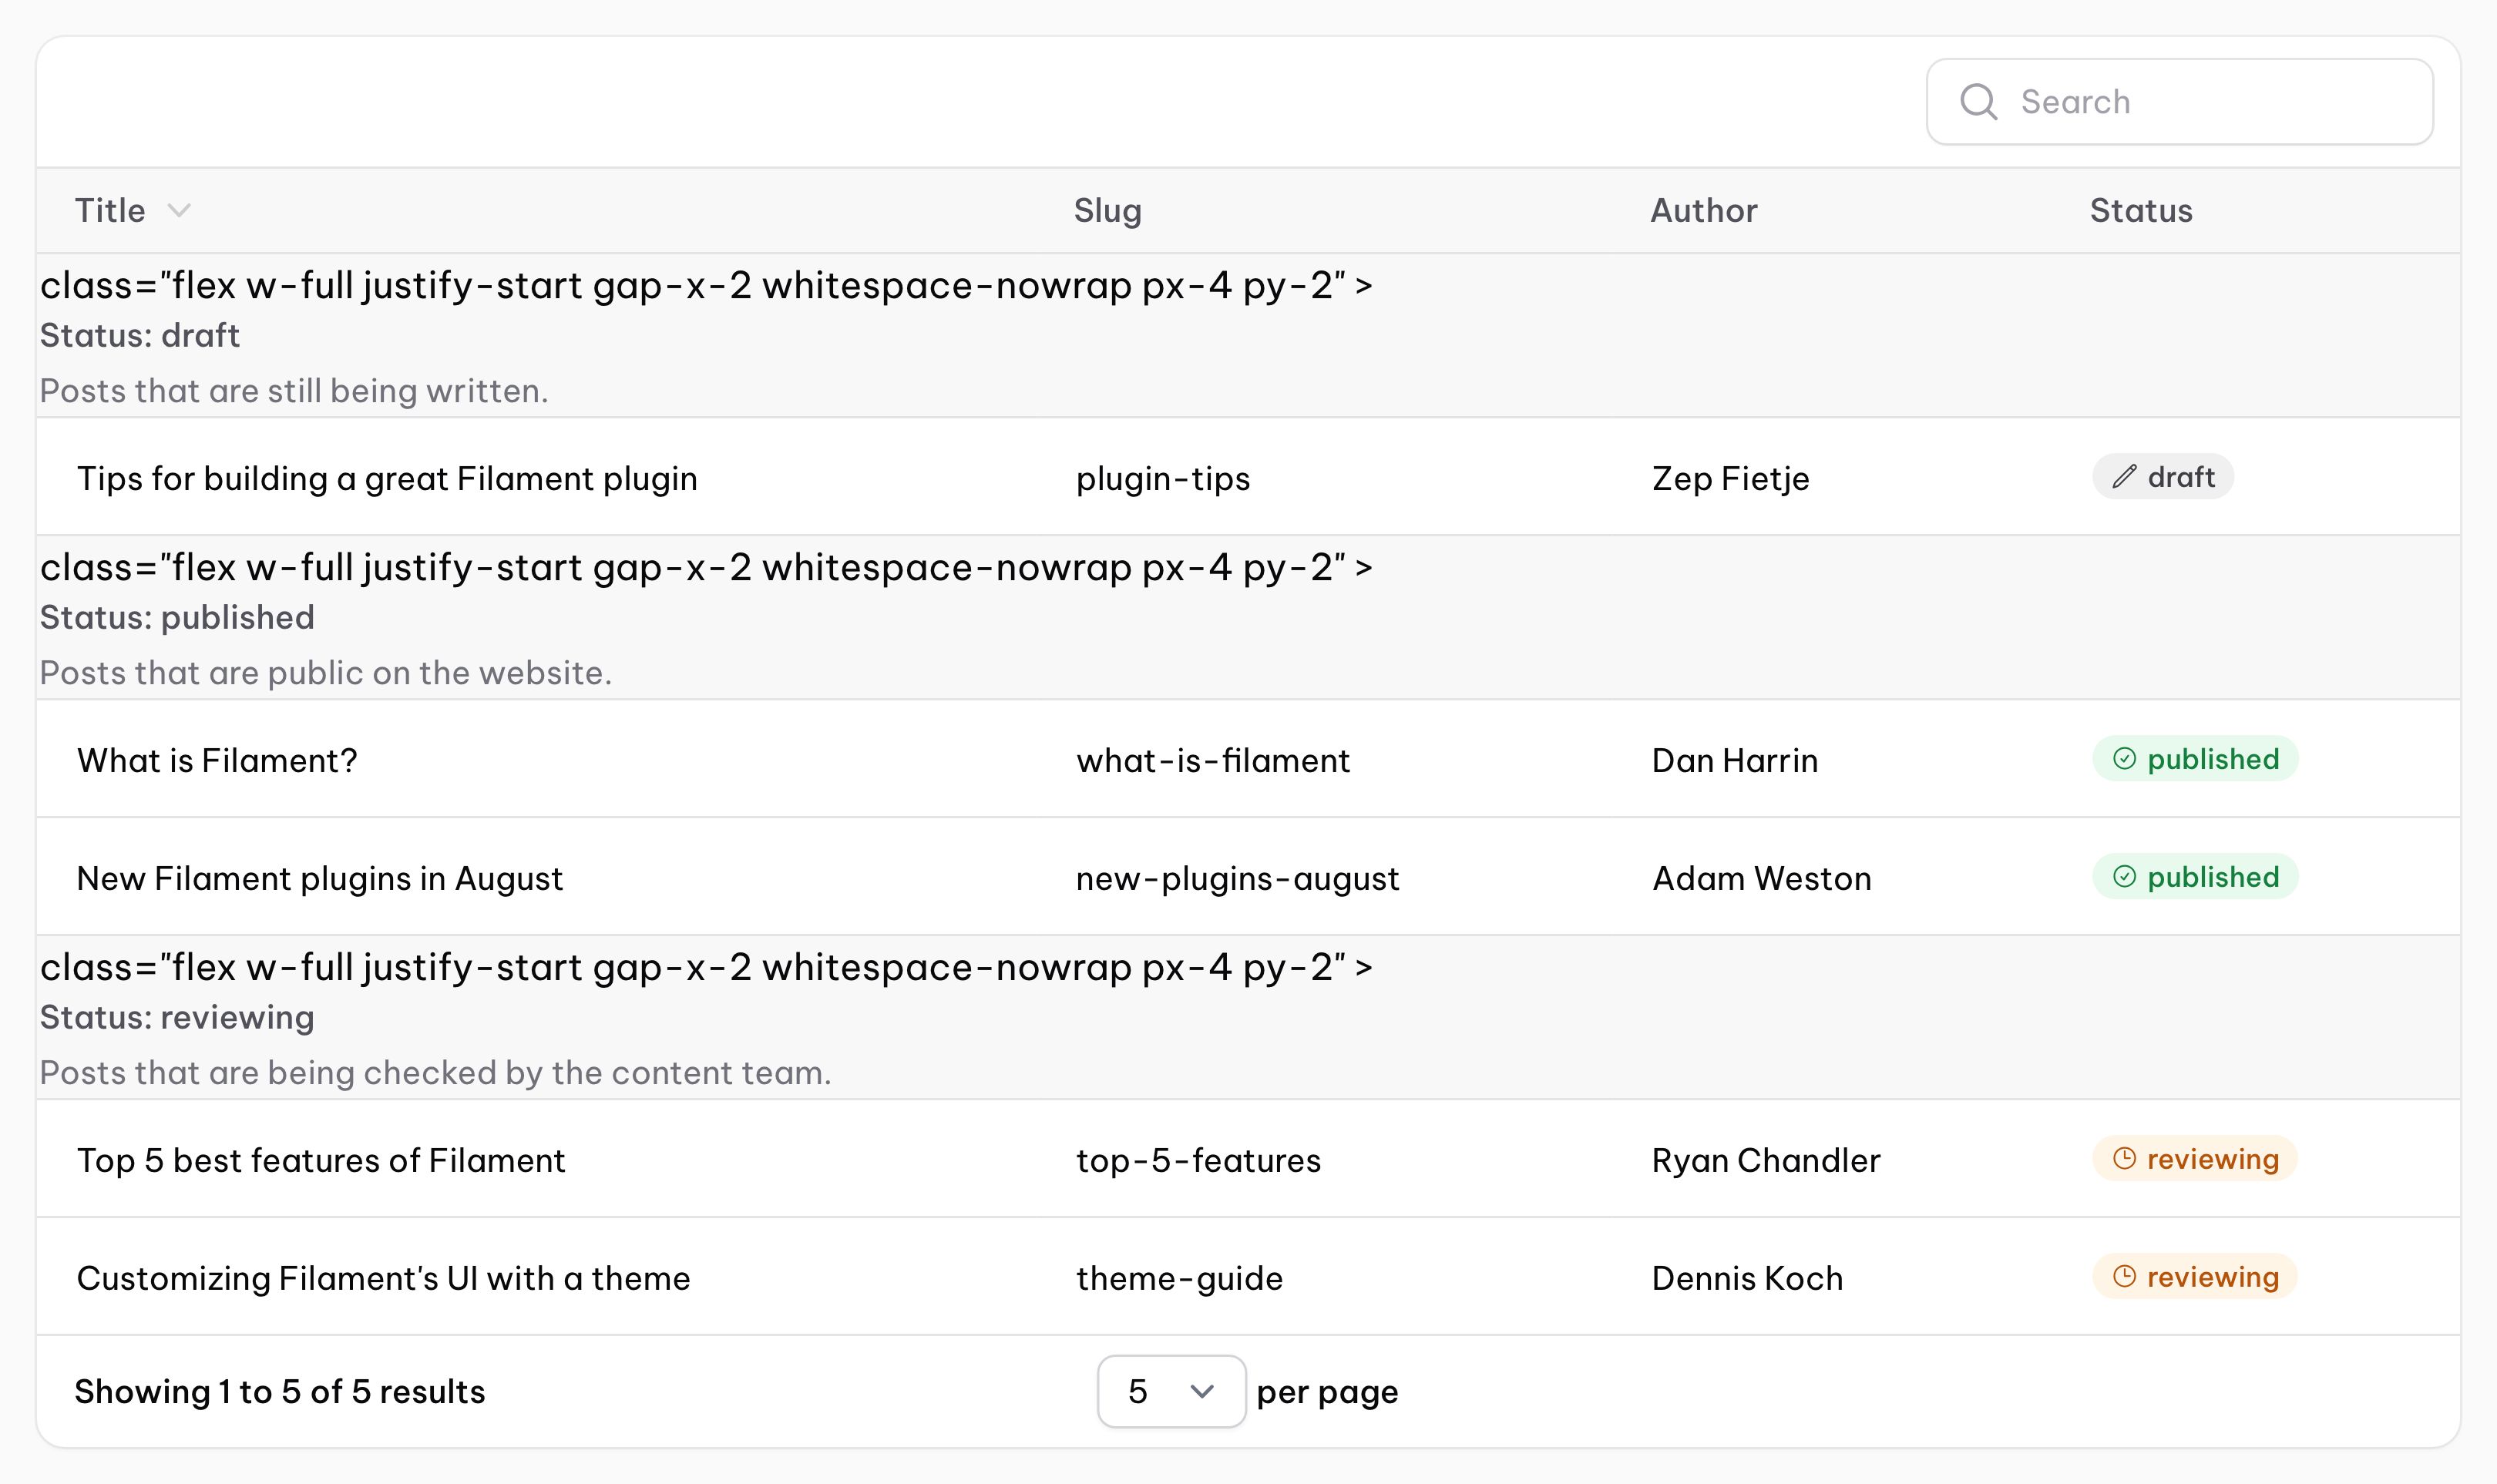 Search
Title Slug Author Status
class="flex w-full justify-start gap-x-2 whitespace-nowrap px-4 py-2" >
Status: draft
Posts that are still being written.
Tips for building a great Filament plugin plugin-tips Zep Fietje draft
class="flex w-full justify-start gap-x-2 whitespace-nowrap px-4 py-2" >
Status: published
Posts that are public on the website.
What is Filament? what-is-filament Dan Harrin published
New Filament plugins in August new-plugins-august Adam Weston published
class="flex w-full justify-start gap-x-2 whitespace-nowrap px-4 py-2" >
Status: reviewing
Posts that are being checked by the content team.
Top 5 best features of Filament top-5-features Ryan Chandler reviewing
Customizing Filament's UI with a theme theme-guide Dennis Koch reviewing
Showing 1 to 5 of 5 results 5 per page